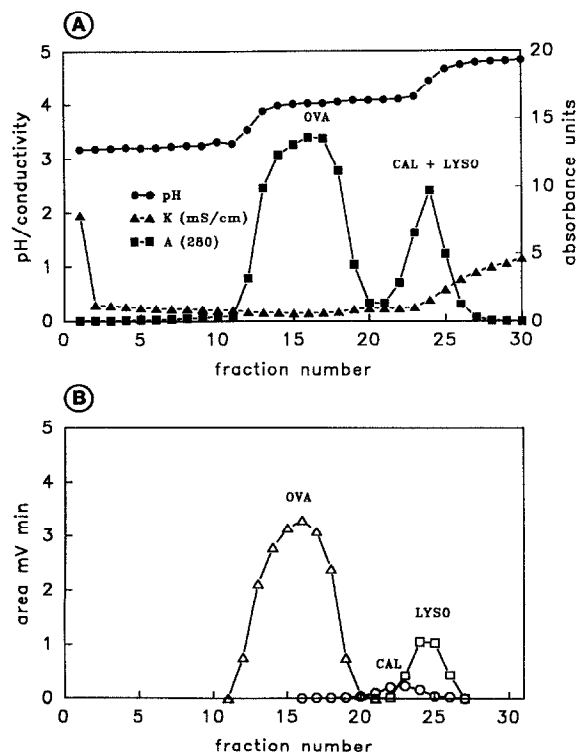 A
5
4
3
2
1
0
pH/conductivity
20
15
10
5
0
absorbance units
OVA
CAL + LYSO
pH
K (mS/cm)
A (280)
0 5 10 15 20 25 30
fraction number
B
5
4
3
2
1
0
area mV min
OVA
LYSO
CAL
0 5 10 15 20 25 30
fraction number